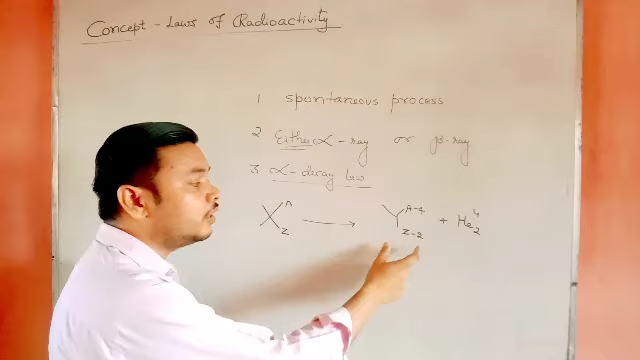 Concept - Laws of Radioactivity
1 spontaneous process
2 Either α - ray or β-ray
3 α - decay law
X^A_Z → Y^A-4_Z-2 + He^4_2